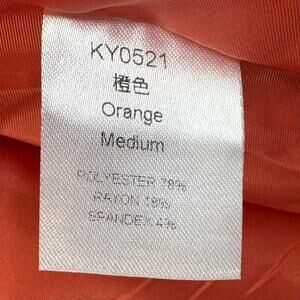 KY0521
橙色
Orange
Medium
POLYESTER 78%
RAYON 18%
SPANDEX 4%